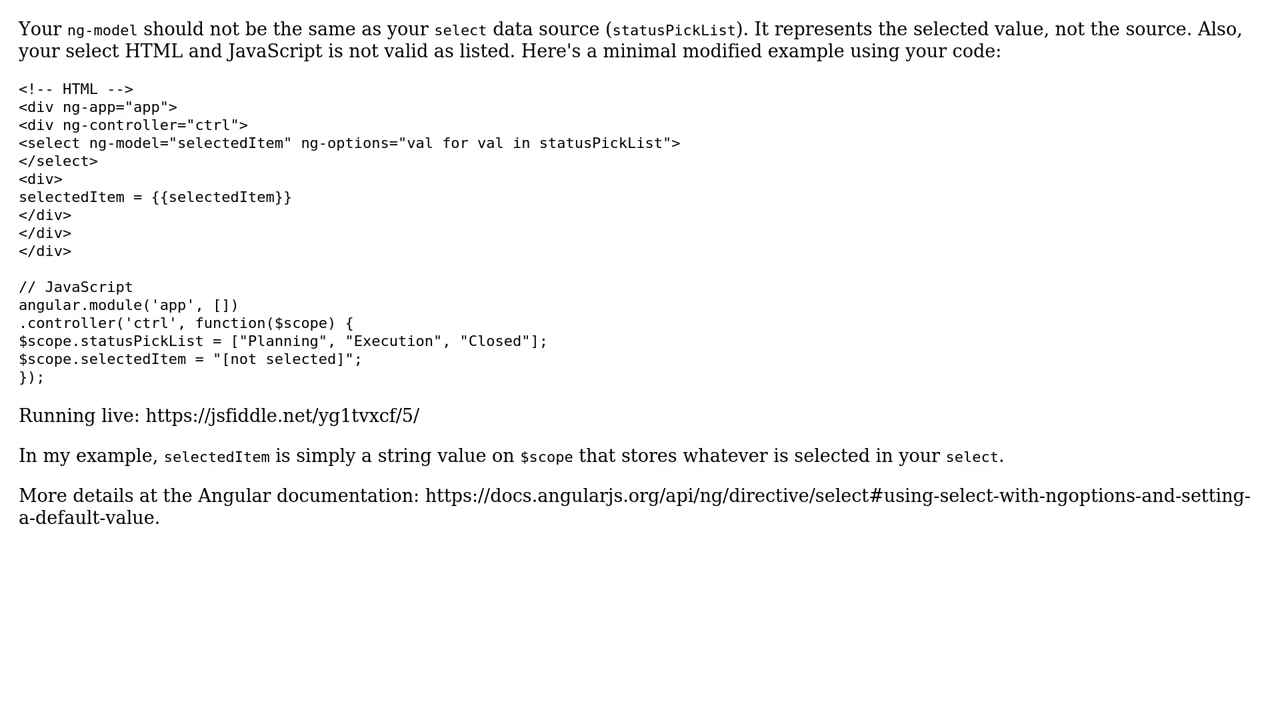 Your ng-model should not be the same as your select data source (statusPickList). It represents the selected value, not the source. Also,
your select HTML and JavaScript is not valid as listed. Here's a minimal modified example using your code:
<!-- HTML -->
<div ng-app="app">
<div ng-controller="ctrl">
<select ng-model="selectedItem" ng-options="val for val in statusPickList">
</select>
<div>
selectedItem = {{selectedItem}}
</div>
</div>
</div>
// JavaScript
angular.module('app', [])
.controller('ctrl', function($scope) {
$scope.statusPickList = ["Planning", "Execution", "Closed"];
$scope.selectedItem = "[not selected]";
});
Running live: https://jsfiddle.net/yg1tvxcf/5/
In my example, selectedItem is simply a string value on $scope that stores whatever is selected in your select.
More details at the Angular documentation: https://docs.angularjs.org/api/ng/directive/select#using-select-with-ngoptions-and-setting-
a-default-value.